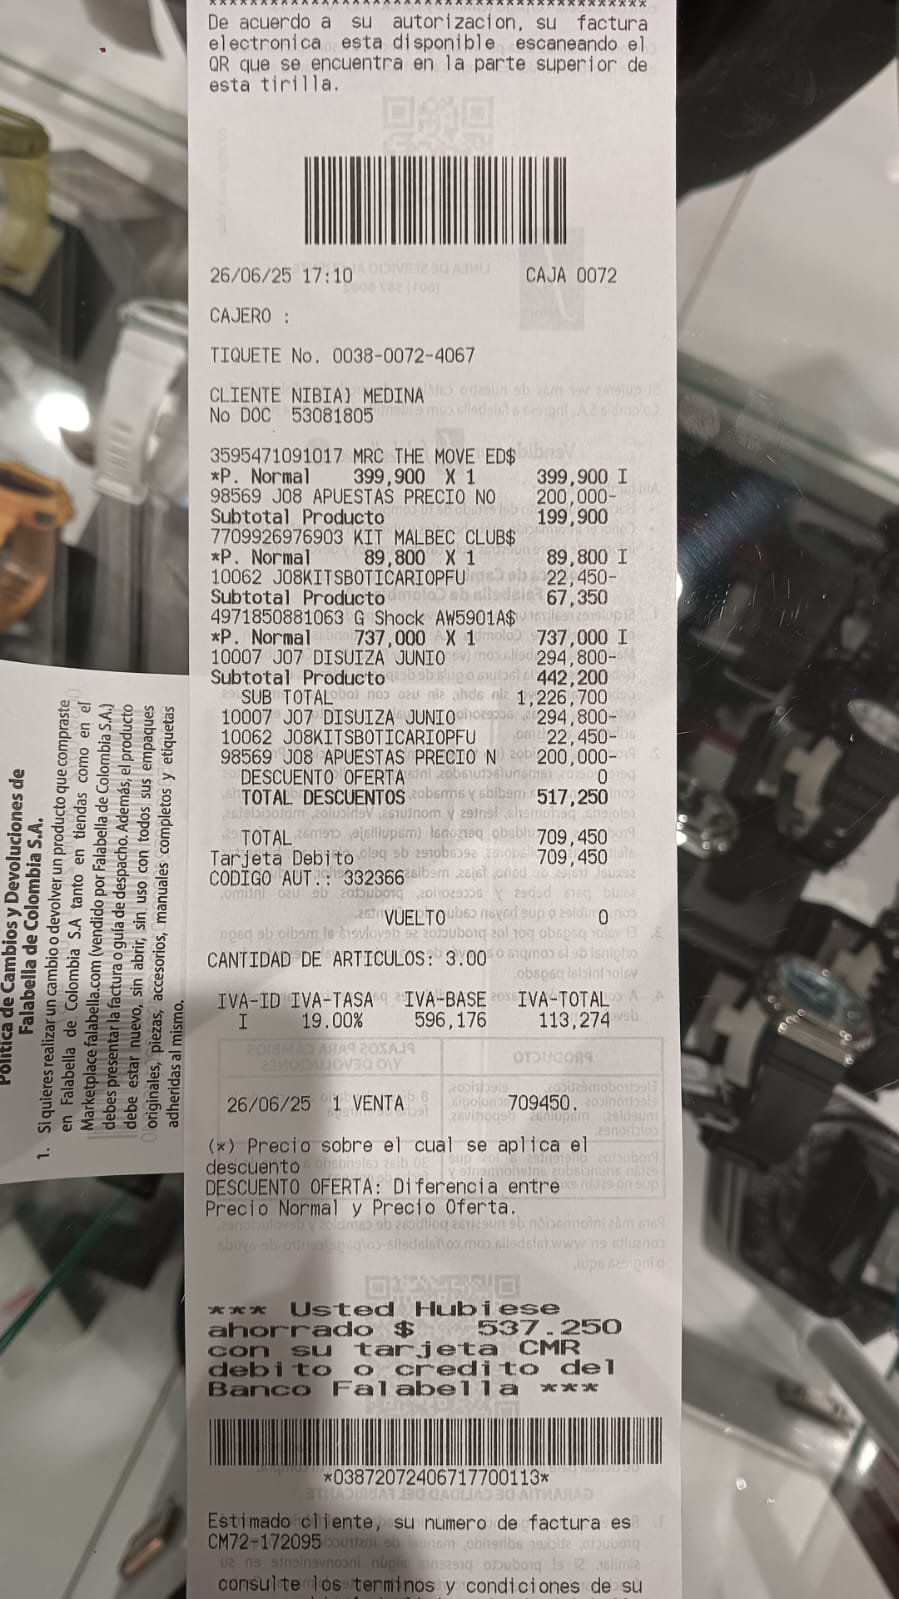 De acuerdo a su autorizacion, su factura
electronica esta disponible escaneando el
QR que se encuentra en la parte superior de
esta tirilla.
26/06/25 17:10 CAJA 0072
CAJERO :
TIQUETE No. 0038-0072-4067
CLIENTE NIBIAJ MEDINA
No DOC 53081805
3595471091017 MRC THE MOVE ED$
*P. Normal 399,900 X 1 399,900 I
98569 J08 APUESTAS PRECIO NO 200,000-
Subtotal Producto 199,900
7709926976903 KIT MALBEC CLUB$
*P. Normal 89,800 X 1 89,800 I
10062 J08KITSBOTICARIOPFU 22,450-
Subtotal Producto 67,350
4971850881063 G Shock AW5901A$
*P. Normal 737,000 X 1 737,000 I
10007 J07 DISUIZA JUNIO 294,800-
Subtotal Producto 442,200
SUB TOTAL 1,226,700
10007 J07 DISUIZA JUNIO 294,800-
10062 J08KITSBOTICARIOPFU 22,450-
98569 J08 APUESTAS PRECIO N 200,000-
DESCUENTO OFERTA 0
TOTAL DESCUENTOS 517,250
TOTAL 709,450
Tarjeta Debito 709,450
CODIGO AUT.: 332366
VUELTO 0
CANTIDAD DE ARTICULOS: 3.00
IVA-ID IVA-TASA IVA-BASE IVA-TOTAL
I 19.00% 596,176 113,274
26/06/25 1 VENTA 709450.
(*) Precio sobre el cual se aplica el
descuento
DESCUENTO OFERTA: Diferencia entre
Precio Normal y Precio Oferta.
*** Usted Hubiese
ahorrado $ 537.250
con su tarjeta CMR
debito o credito del
Banco Falabella ***
*03872072406717700113*
Estimado cliente, su numero de factura es
CM72-172095
consulte los terminos y condiciones de su
Política de Cambios y Devoluciones de
Falabella de Colombia S.A.
1. Si quieres realizar un cambio o devolver un producto que compraste
en Falabella de Colombia S.A tanto en tiendas como en el
Marketplace falabella.com (vendido por Falabella de Colombia S.A.)
debes presentar la factura o guía de despacho. Además, el producto
debe estar nuevo, sin abrir, sin uso con todos sus empaques
originales, piezas, accesorios, manuales completos y etiquetas
adheridas al mismo.